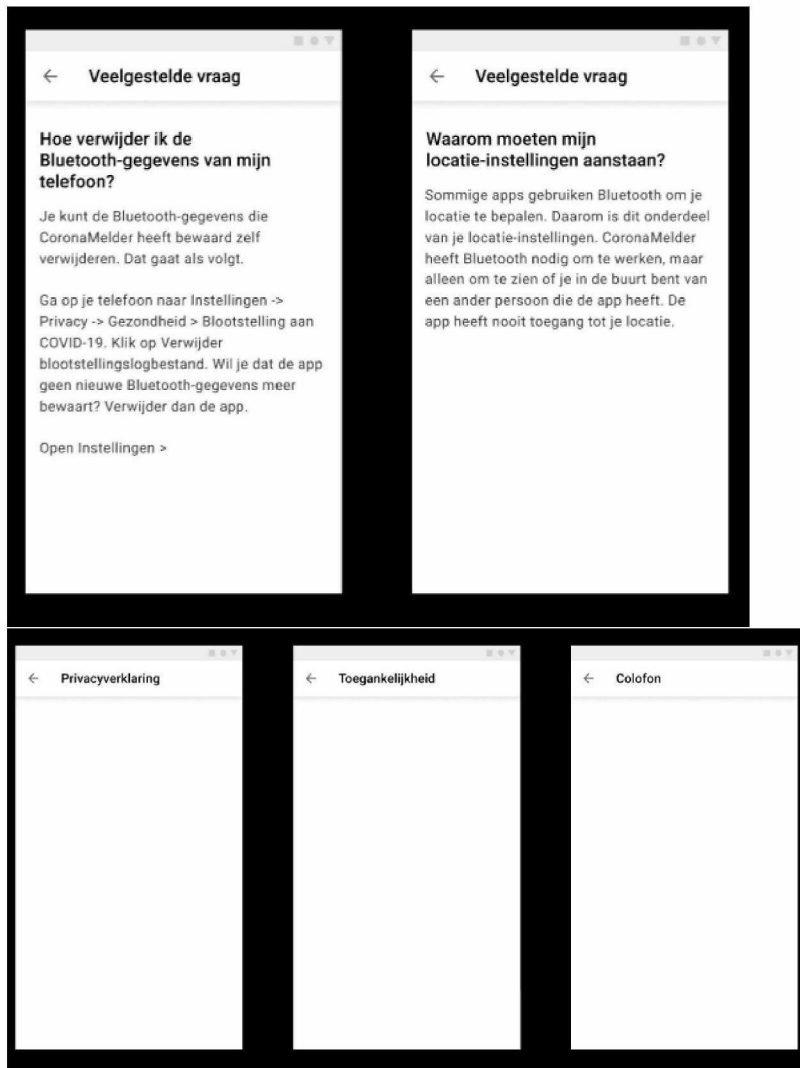 Veelgestelde vraag
Hoe verwijder ik de
Bluetooth-gegevens van mijn
telefoon?
Je kunt de Bluetooth-gegevens die
CoronaMelder heeft bewaard zelf
verwijderen. Dat gaat als volgt.
Ga op je telefoon naar Instellingen ->
Privacy -> Gezondheid > Blootstelling aan
COVID-19. Klik op Verwijder
blootstellingslogbestand. Wil je dat de app
geen nieuwe Bluetooth-gegevens meer
bewaart? Verwijder dan de app.
Open Instellingen >
Veelgestelde vraag
Waarom moeten mijn
locatie-instellingen aanstaan?
Sommige apps gebruiken Bluetooth om je
locatie te bepalen. Daarom is dit onderdeel
van je locatie-instellingen. CoronaMelder
heeft Bluetooth nodig om te werken, maar
alleen om te zien of je in de buurt bent van
een ander persoon die de app heeft. De
app heeft nooit toegang tot je locatie.
Privacyverklaring
Toegankelijkheid
Colofon